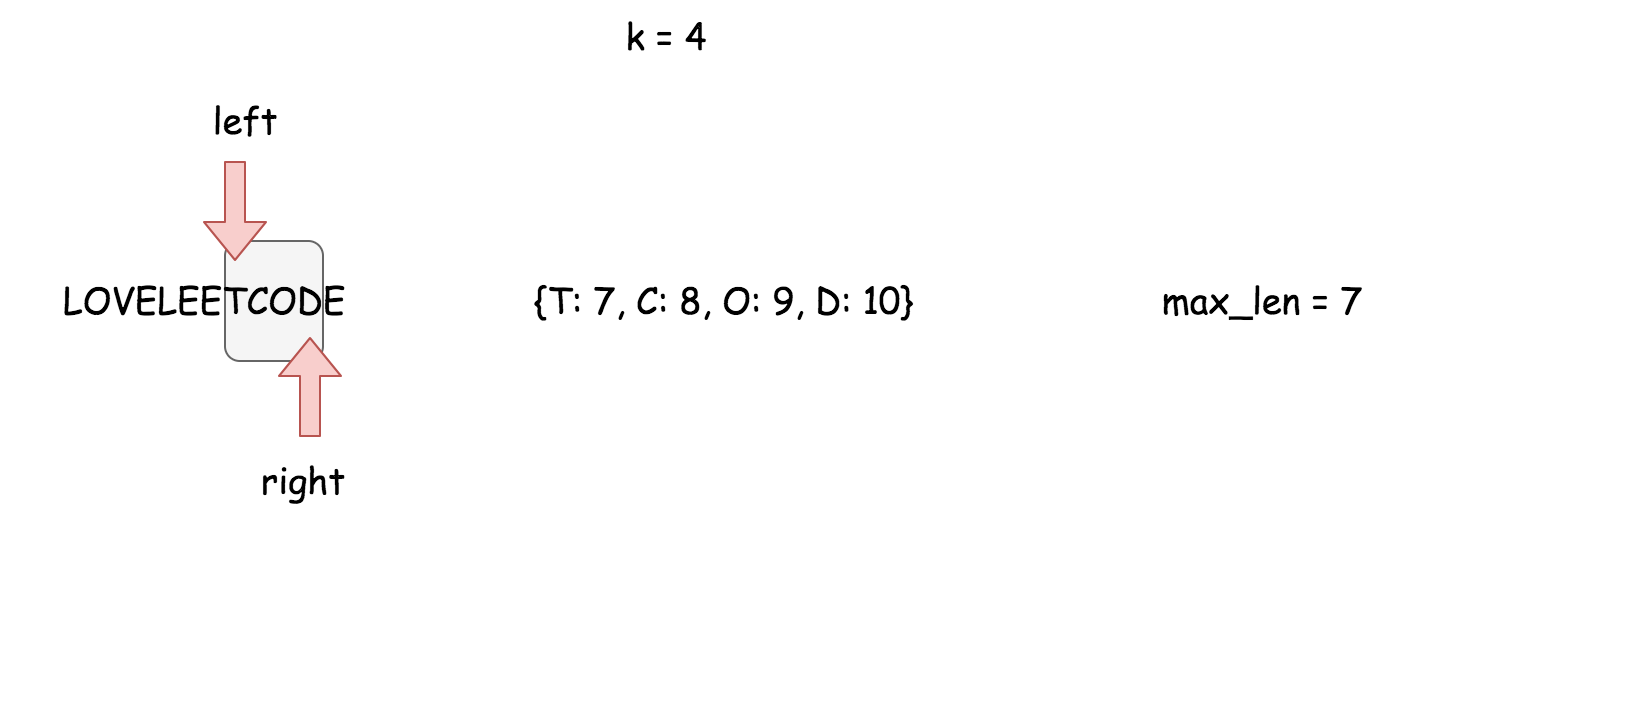 k = 4
left
LOVELEETCODE
{T: 7, C: 8, O: 9, D: 10}
max_len = 7
right